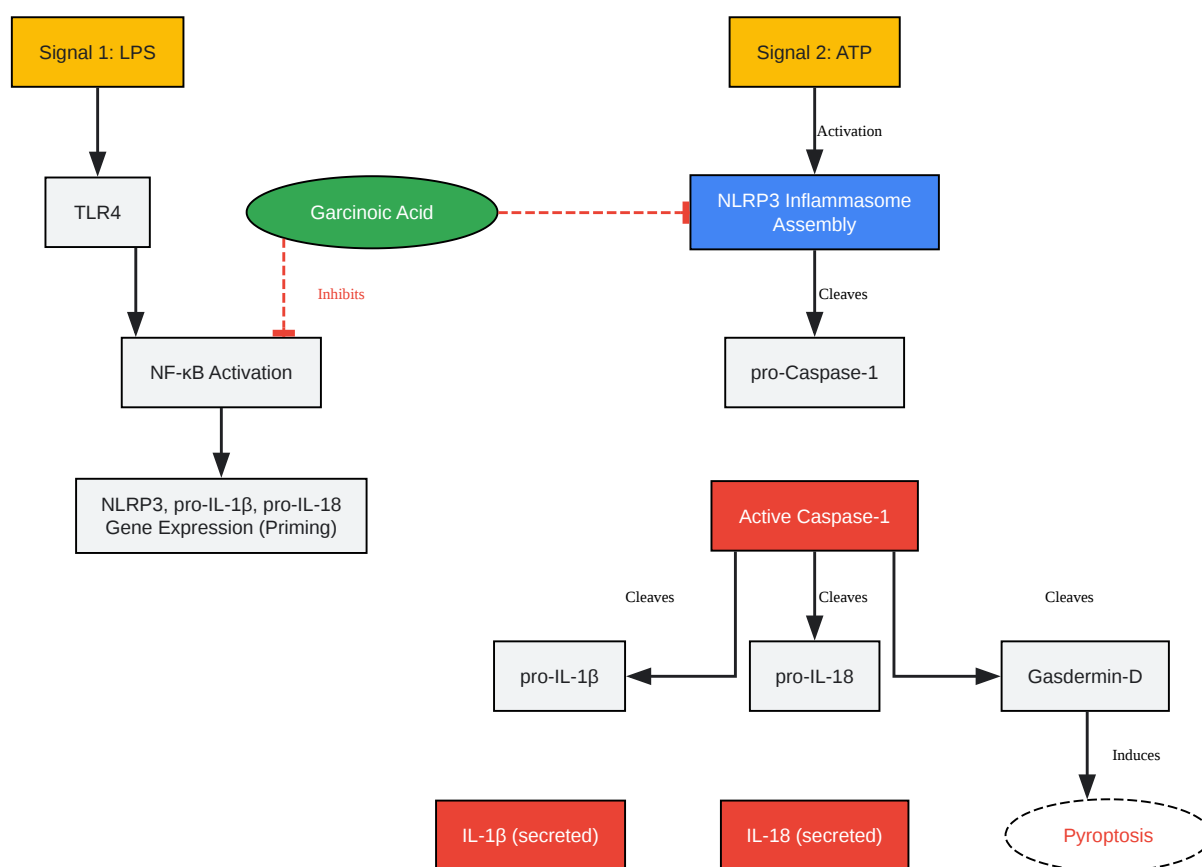 Signal 1: LPS
Signal 2: ATP
Activation
TLR4
Garcinoic Acid
NLRP3 Inflammasome
Assembly
Inhibits
Cleaves
NF-κB Activation
pro-Caspase-1
NLRP3, pro-IL-1β, pro-IL-18
Gene Expression (Priming)
Active Caspase-1
Cleaves
Cleaves
Cleaves
pro-IL-1β
pro-IL-18
Gasdermin-D
Induces
IL-1β (secreted)
IL-18 (secreted)
Pyroptosis